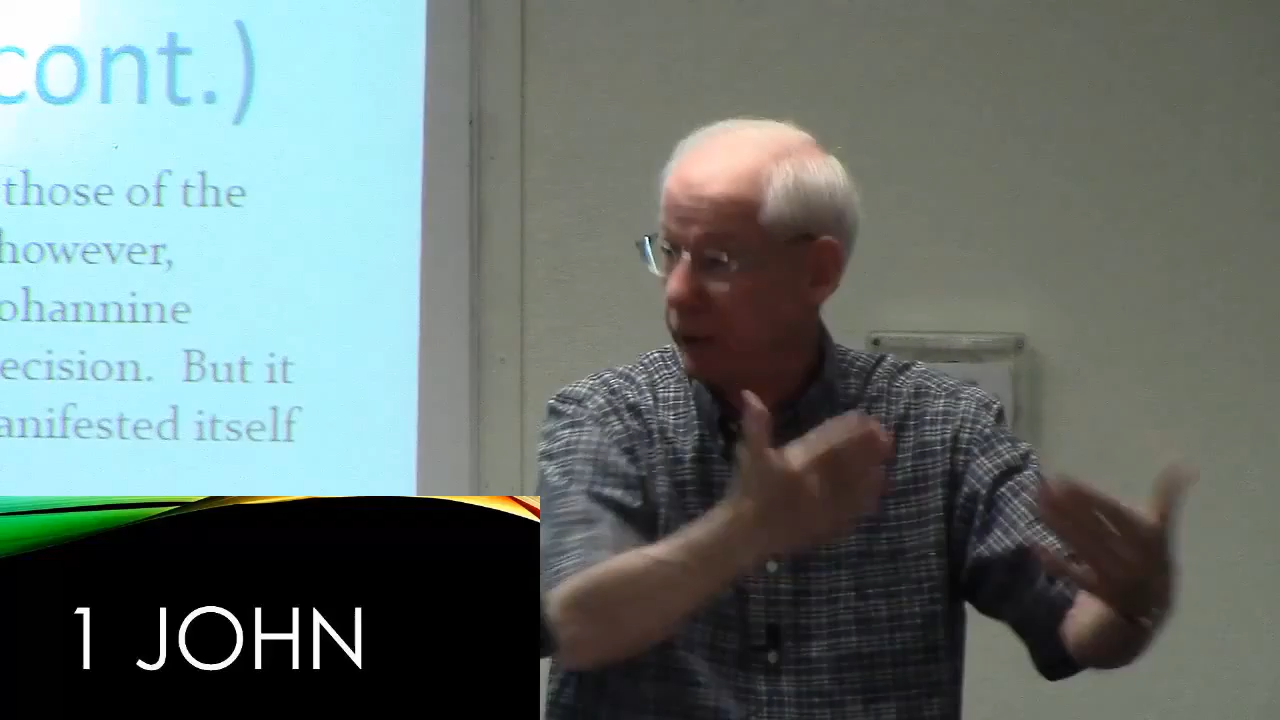 cont.)
those of the
however,
ohannine
ecision. But it
anifested itself
1 JOHN